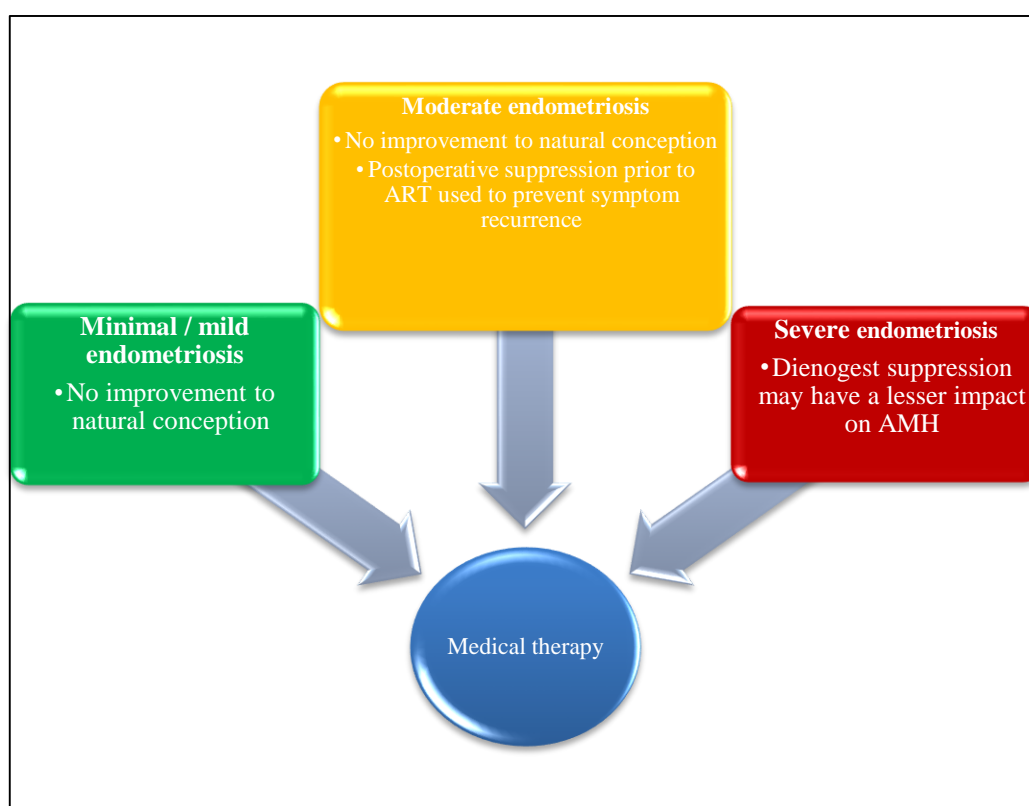 Moderate endometriosis
• No improvement to natural conception
• Postoperative suppression prior to
ART used to prevent symptom
recurrence
Minimal / mild
endometriosis
• No improvement to
natural conception
Severe endometriosis
• Dienogest suppression
may have a lesser impact
on AMH
Medical therapy